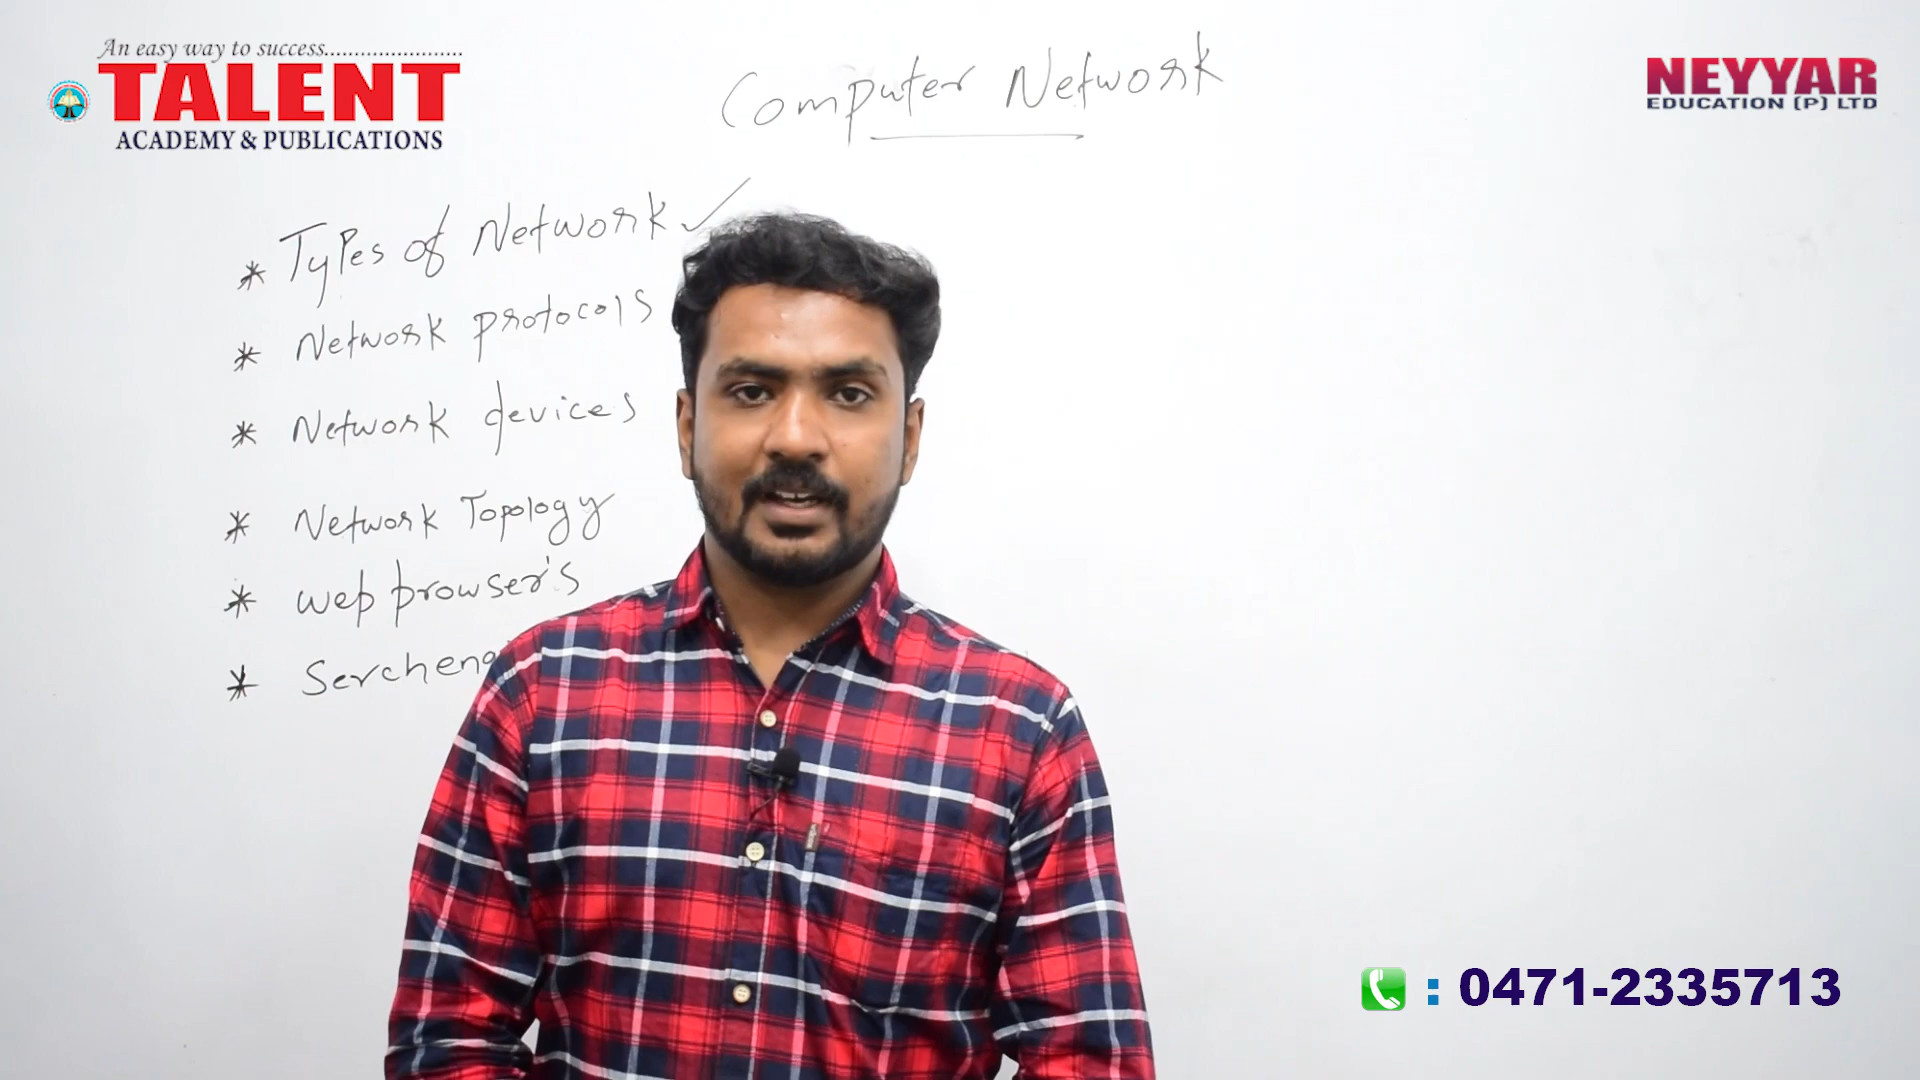 An easy way to success.......................
TALENT
ACADEMY & PUBLICATIONS
NEYYAR
EDUCATION (P) LTD
Computer Network
* Types of Network ✓
* Network protocols
* Network devices
* Network Topology
* web browser's
* Sercheng
: 0471-2335713